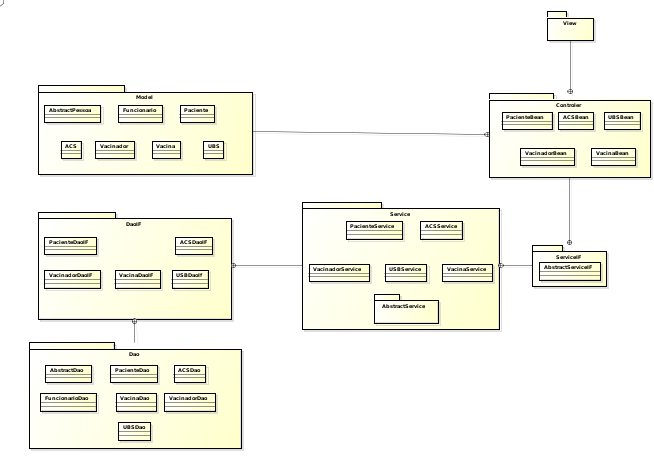 View
Model
AbstractPessoa
Funcionario
Paciente
ACS
Vacinador
Vacina
UBS
Controler
PacienteBean
ACSBean
UBSBean
VacinadorBean
VacinaBean
DaoIF
PacienteDaoIF
ACSDaoIF
VacinadorDaoIF
VacinaDaoIF
USBDaoIf
Service
PacienteService
ACSService
VacinadorService
USBService
VacinaService
AbstractService
ServiceIF
AbstractServiceIF
Dao
AbstractDao
PacienteDao
ACSDao
FuncionarioDao
VacinaDao
VacinadorDao
UBSDao